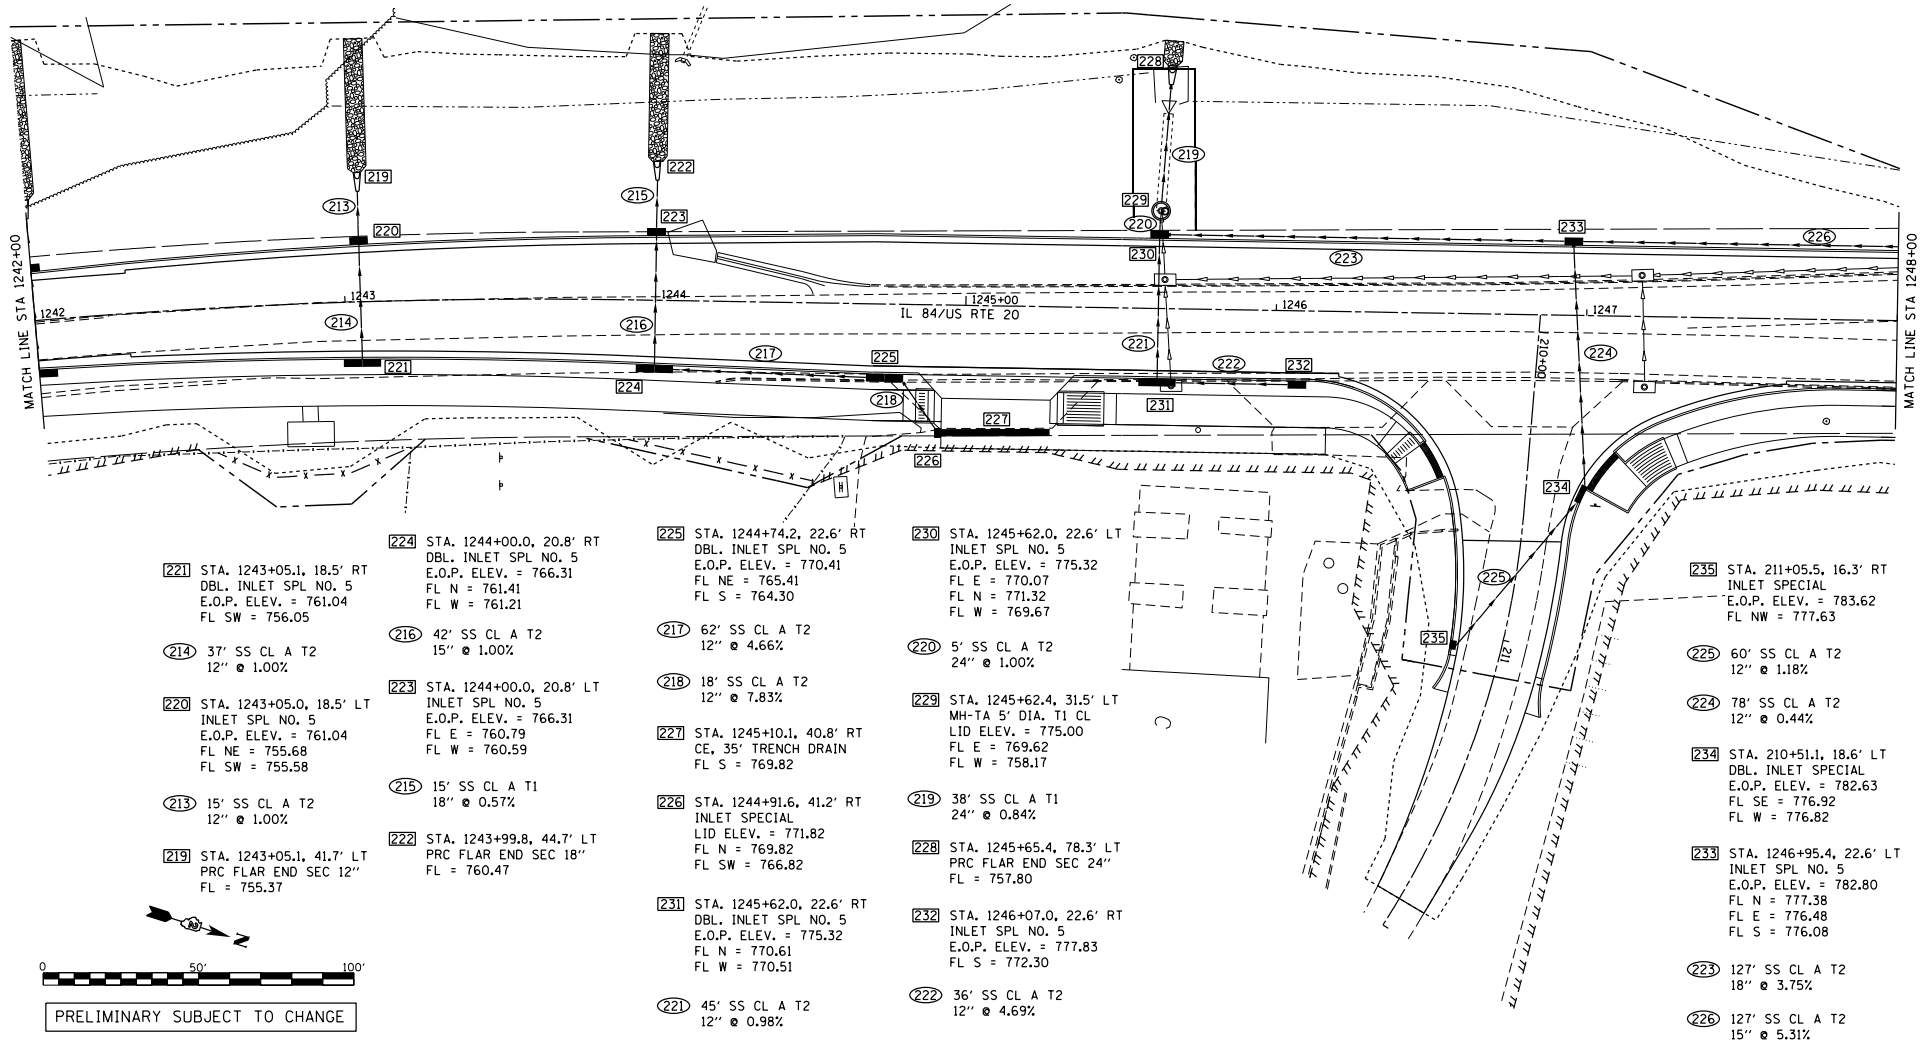 228
219
222
219
213
215
229
220
223
220
230
233
226
223
MATCH LINE STA 1242+00
MATCH LINE STA 1248+00
1242
1243
1244
1245+00
1246
1247
IL 84/US RTE 20
210+00
214
216
217
225
221
222
232
224
221
224
218
231
227
226
234
225
235
211
221 STA. 1243+05.1, 18.5' RT
DBL. INLET SPL NO. 5
E.O.P. ELEV. = 761.04
FL SW = 756.05
214 37' SS CL A T2
12'' @ 1.00%
220 STA. 1243+05.0, 18.5' LT
INLET SPL NO. 5
E.O.P. ELEV. = 761.04
FL NE = 755.68
FL SW = 755.58
213 15' SS CL A T2
12'' @ 1.00%
219 STA. 1243+05.1, 41.7' LT
PRC FLAR END SEC 12''
FL = 755.37
224 STA. 1244+00.0, 20.8' RT
DBL. INLET SPL NO. 5
E.O.P. ELEV. = 766.31
FL N = 761.41
FL W = 761.21
216 42' SS CL A T2
15'' @ 1.00%
223 STA. 1244+00.0, 20.8' LT
INLET SPL NO. 5
E.O.P. ELEV. = 766.31
FL E = 760.79
FL W = 760.59
215 15' SS CL A T1
18'' @ 0.57%
222 STA. 1243+99.8, 44.7' LT
PRC FLAR END SEC 18''
FL = 760.47
225 STA. 1244+74.2, 22.6' RT
DBL. INLET SPL NO. 5
E.O.P. ELEV. = 770.41
FL NE = 765.41
FL S = 764.30
217 62' SS CL A T2
12'' @ 4.66%
218 18' SS CL A T2
12'' @ 7.83%
227 STA. 1245+10.1, 40.8' RT
CE, 35' TRENCH DRAIN
FL S = 769.82
226 STA. 1244+91.6, 41.2' RT
INLET SPECIAL
LID ELEV. = 771.82
FL N = 769.82
FL SW = 766.82
231 STA. 1245+62.0, 22.6' RT
DBL. INLET SPL NO. 5
E.O.P. ELEV. = 775.32
FL N = 770.61
FL W = 770.51
221 45' SS CL A T2
12'' @ 0.98%
230 STA. 1245+62.0, 22.6' LT
INLET SPL NO. 5
E.O.P. ELEV. = 775.32
FL E = 770.07
FL N = 771.32
FL W = 769.67
220 5' SS CL A T2
24'' @ 1.00%
229 STA. 1245+62.4, 31.5' LT
MH-TA 5' DIA. T1 CL
LID ELEV. = 775.00
FL E = 769.62
FL W = 758.17
219 38' SS CL A T1
24'' @ 0.84%
228 STA. 1245+65.4, 78.3' LT
PRC FLAR END SEC 24''
FL = 757.80
232 STA. 1246+07.0, 22.6' RT
INLET SPL NO. 5
E.O.P. ELEV. = 777.83
FL S = 772.30
222 36' SS CL A T2
12'' @ 4.69%
235 STA. 211+05.5, 16.3' RT
INLET SPECIAL
E.O.P. ELEV. = 783.62
FL NW = 777.63
225 60' SS CL A T2
12'' @ 1.18%
224 78' SS CL A T2
12'' @ 0.44%
234 STA. 210+51.1, 18.6' LT
DBL. INLET SPECIAL
E.O.P. ELEV. = 782.63
FL SE = 776.92
FL W = 776.82
233 STA. 1246+95.4, 22.6' LT
INLET SPL NO. 5
E.O.P. ELEV. = 782.80
FL N = 777.38
FL E = 776.48
FL S = 776.08
223 127' SS CL A T2
18'' @ 3.75%
226 127' SS CL A T2
15'' @ 5.31%
N
0 50' 100'
PRELIMINARY SUBJECT TO CHANGE